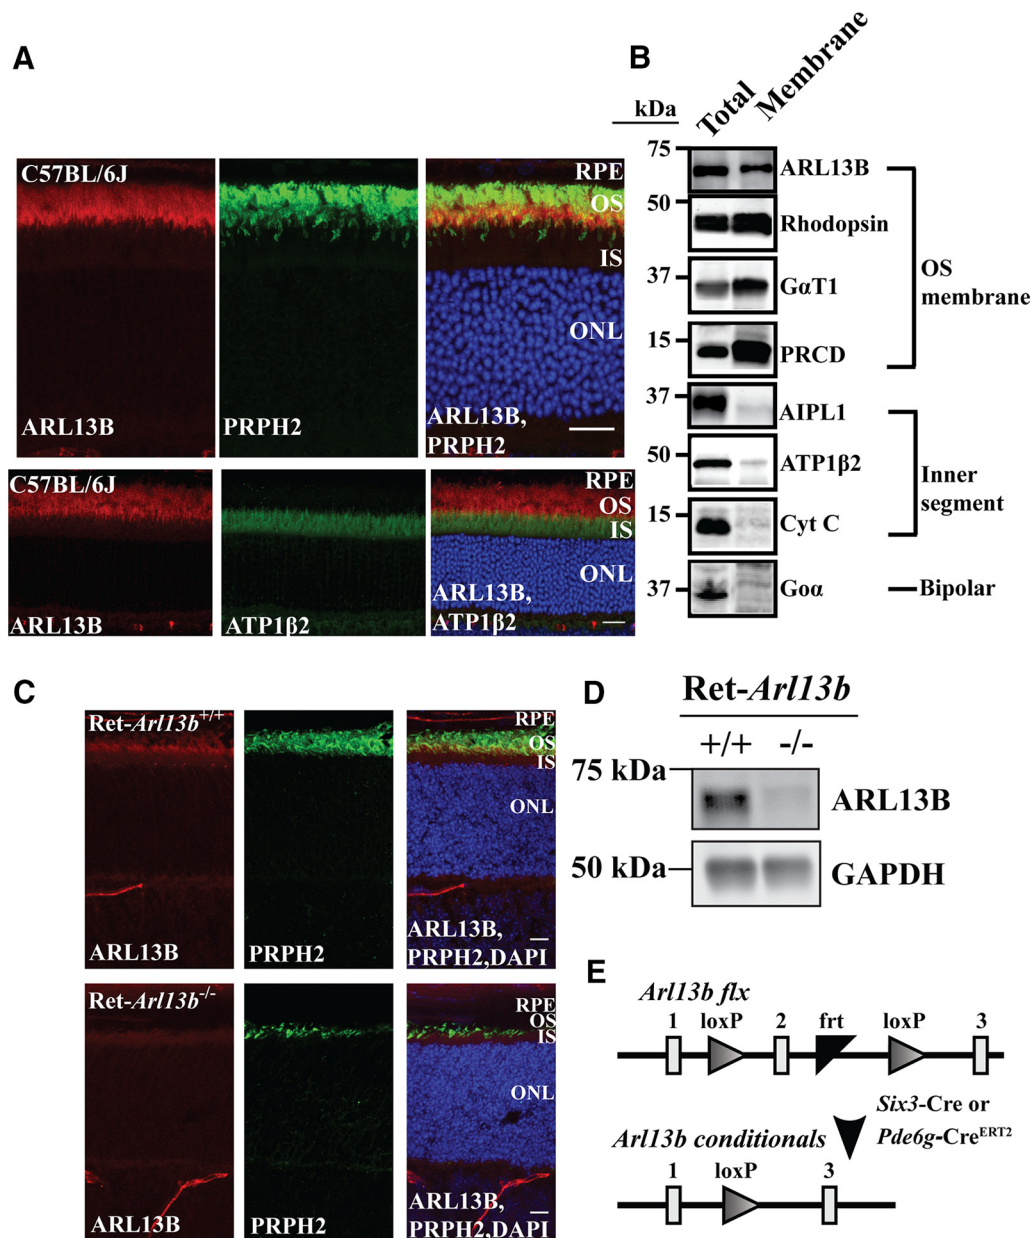 A
C57BL/6J
RPE
OS
IS
ONL
ARL13B
PRPH2
ARL13B,
PRPH2
C57BL/6J
RPE
OS
IS
ONL
ARL13B
ATP1β2
ARL13B,
ATP1β2
B
kDa
Total
Membrane
75
ARL13B
50
Rhodopsin
37
GαT1
15
PRCD
OS
membrane
37
AIPL1
50
ATP1β2
15
Cyt C
Inner
segment
37
Goα
Bipolar
C
Ret-Arl13b+/+
RPE
OS
IS
ONL
ARL13B
PRPH2
ARL13B,
PRPH2,DAPI
Ret-Arl13b-/-
RPE
OS
IS
ONL
ARL13B
PRPH2
ARL13B,
PRPH2,DAPI
D
Ret-Arl13b
+/+ -/-
75 kDa
ARL13B
50 kDa
GAPDH
E
Arl13b flx
1 loxP 2 frt loxP 3
Six3-Cre or
Pde6g-CreERT2
Arl13b conditionals
1 loxP 3